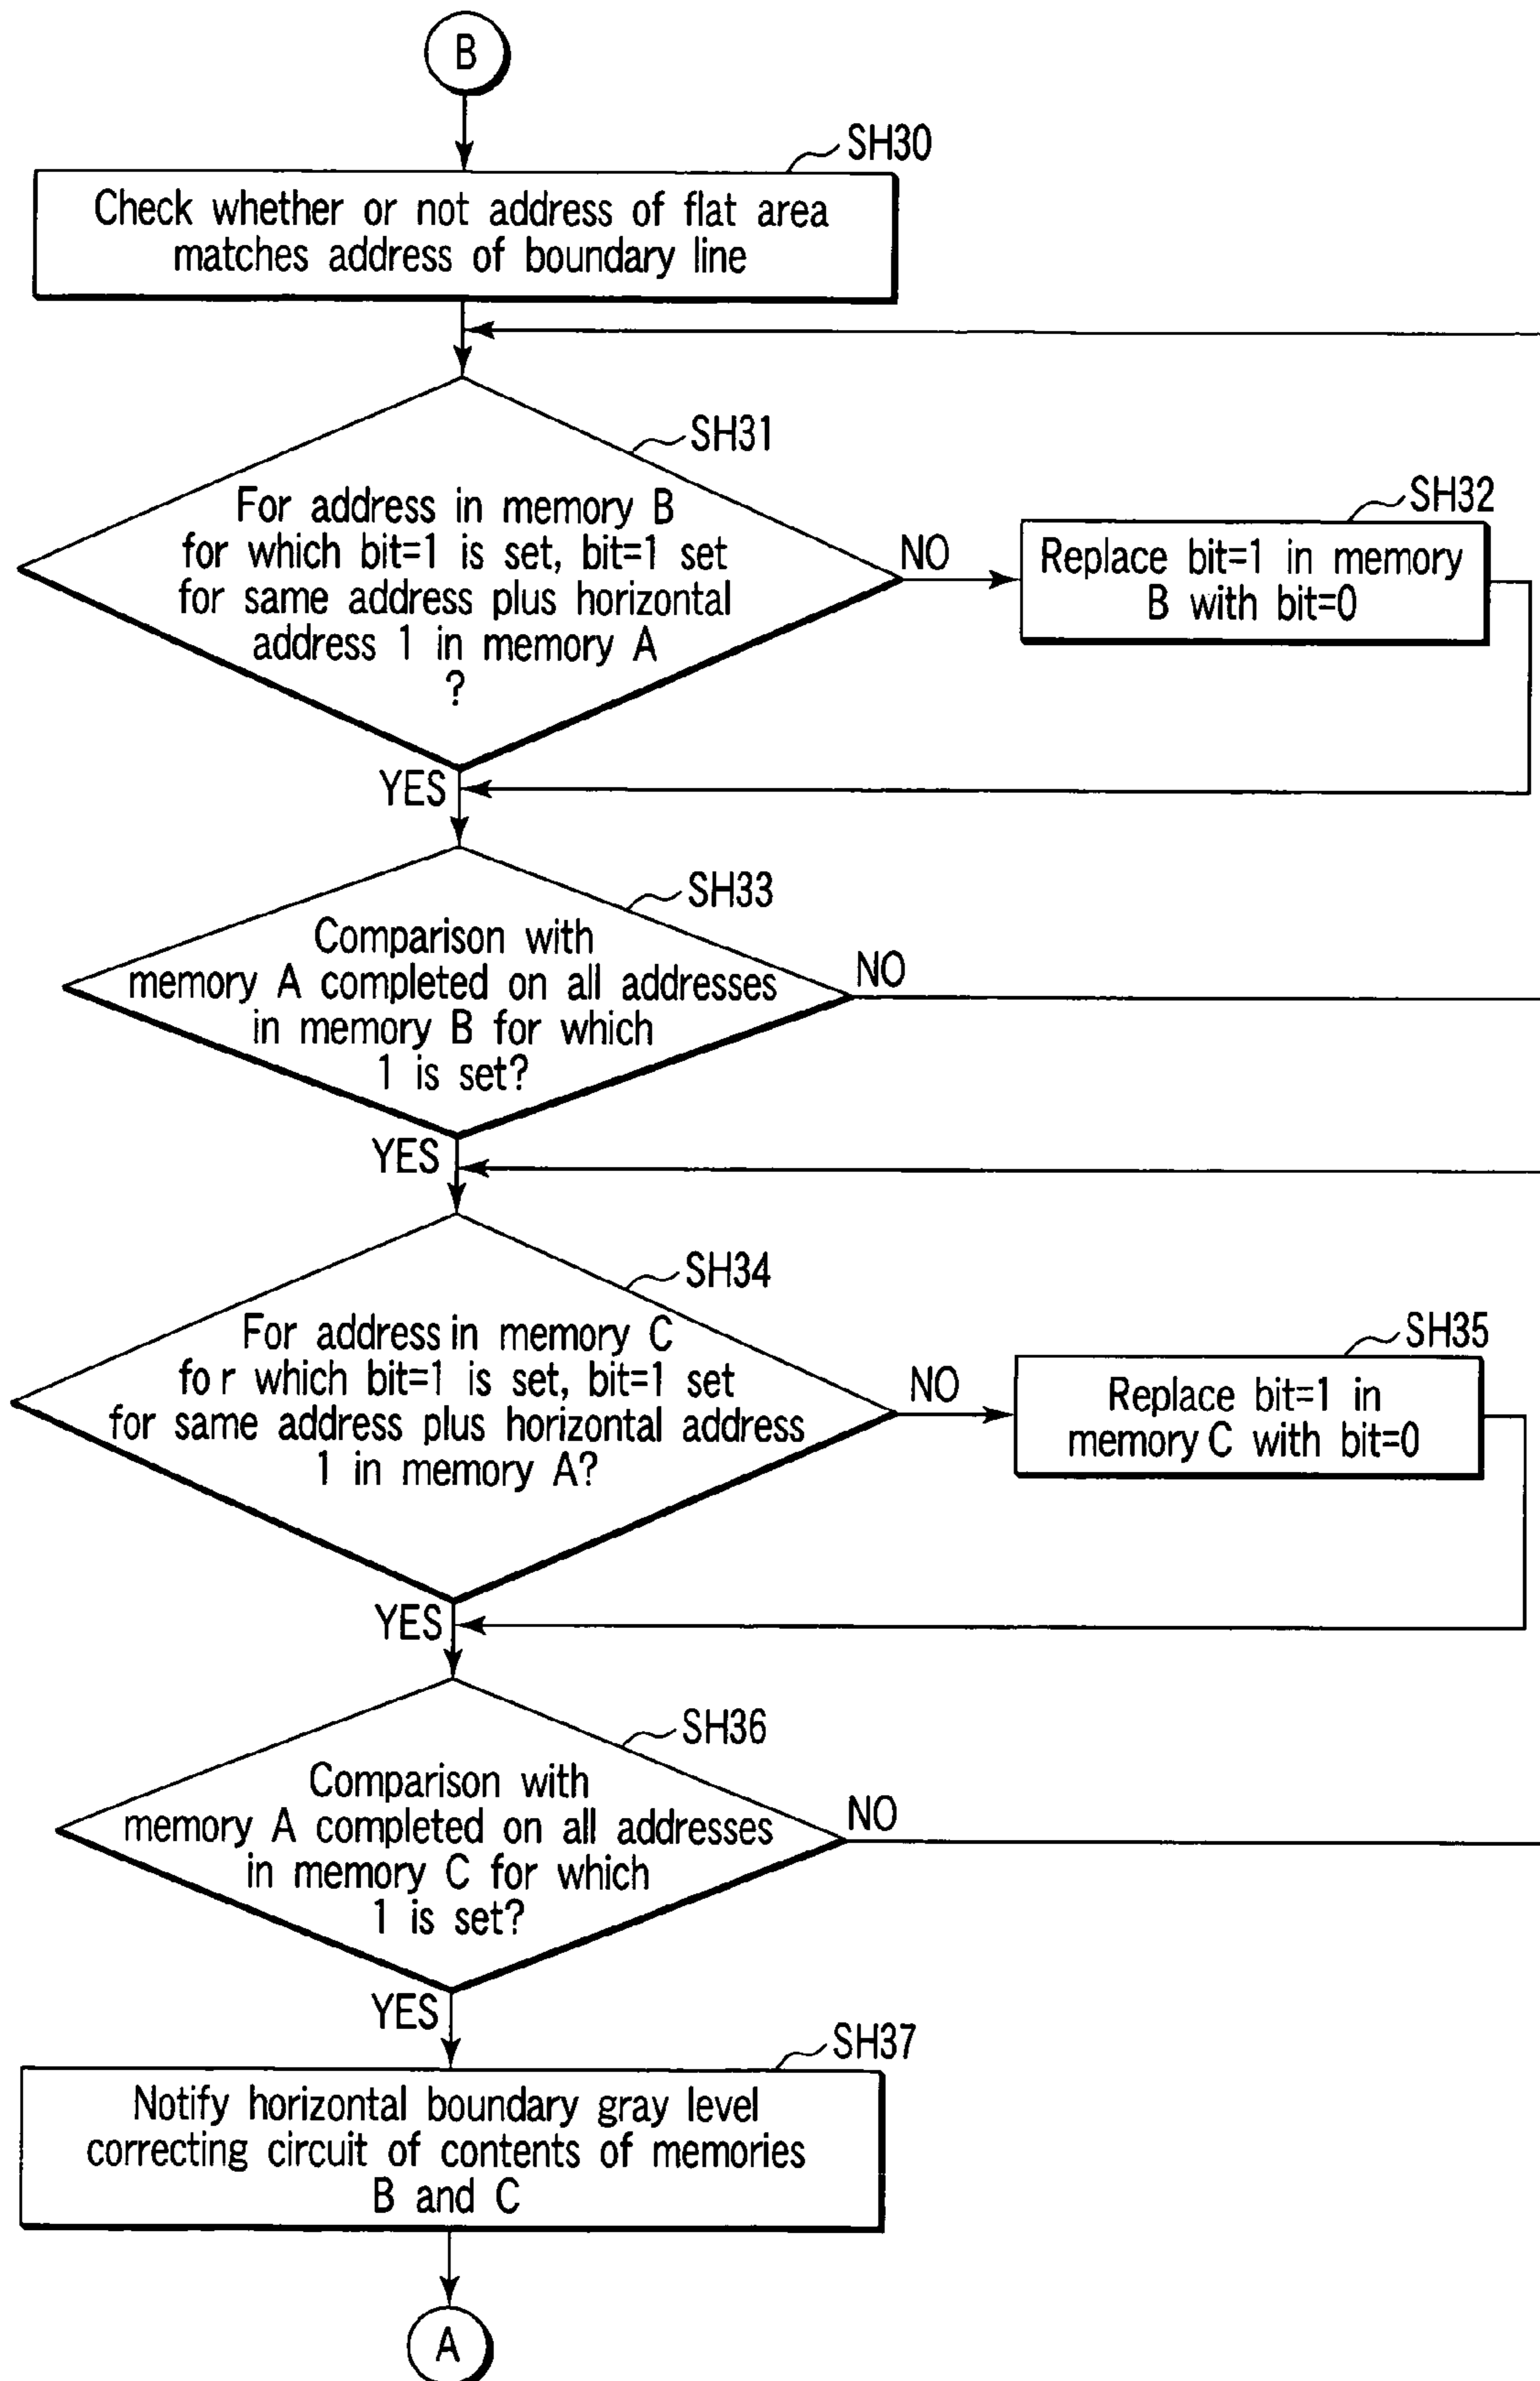 B
SH30
Check whether or not address of flat area
matches address of boundary line
SH31
For address in memory B
for which bit=1 is set, bit=1 set
for same address plus horizontal
address 1 in memory A
?
NO
SH32
Replace bit=1 in memory
B with bit=0
YES
SH33
Comparison with
memory A completed on all addresses
in memory B for which
1 is set?
NO
YES
SH34
For address in memory C
for which bit=1 is set, bit=1 set
for same address plus horizontal address
1 in memory A?
NO
SH35
Replace bit=1 in
memory C with bit=0
YES
SH36
Comparison with
memory A completed on all addresses
in memory C for which
1 is set?
NO
YES
SH37
Notify horizontal boundary gray level
correcting circuit of contents of memories
B and C
A